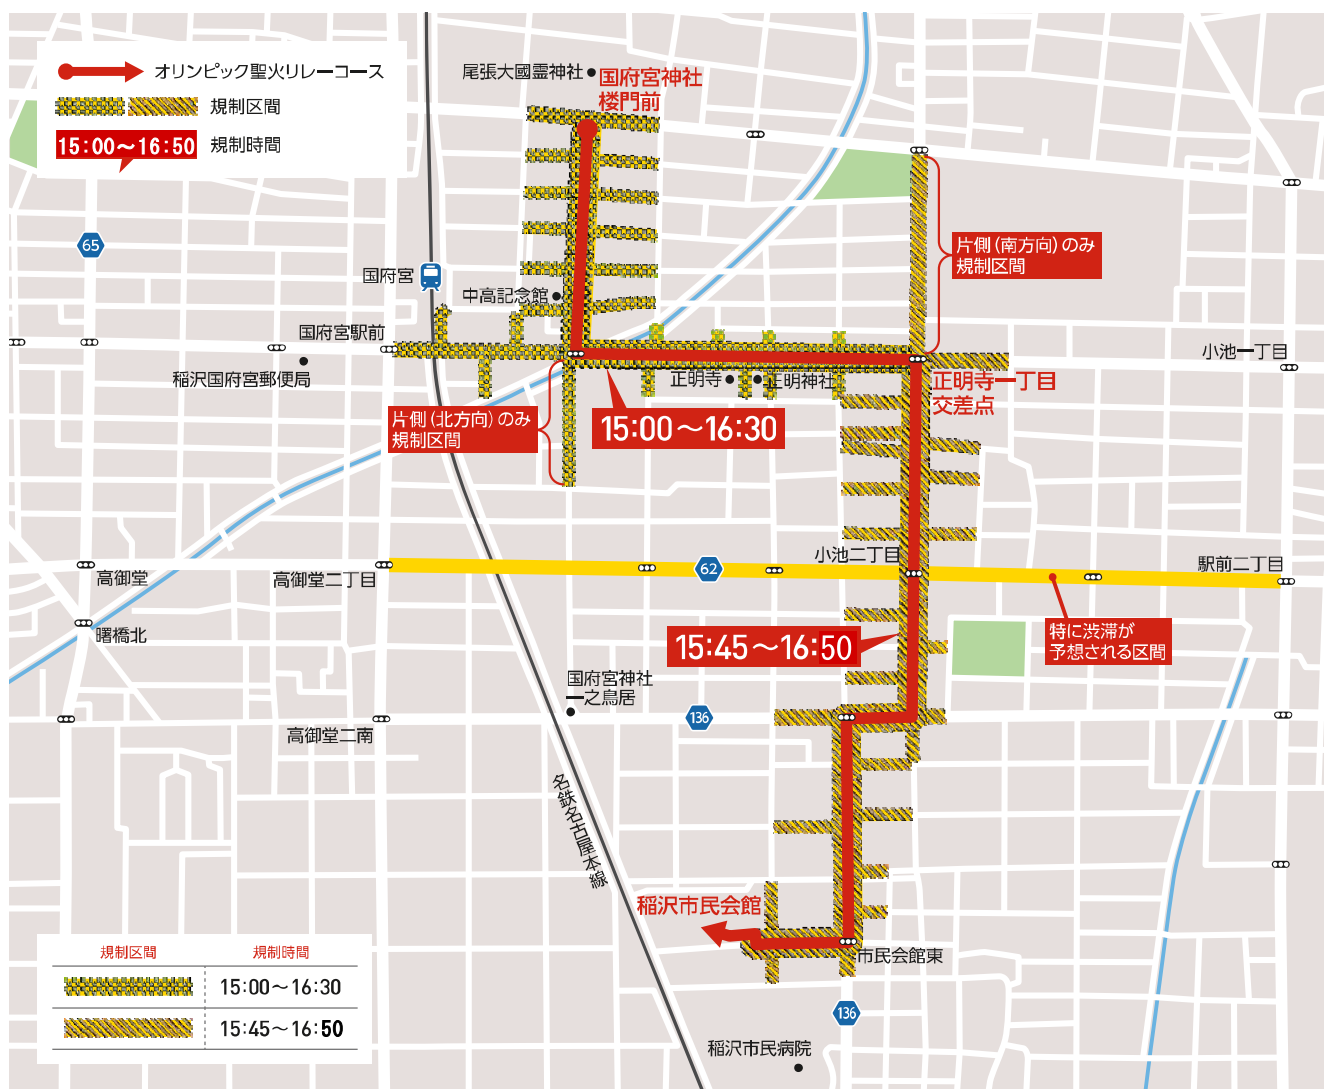 オリンピック聖火リレーコース
規制区間
15:00〜16:50
規制時間
尾張大國霊神社
国府宮神社
楼門前
65
国府宮
中高記念館
国府宮駅前
稲沢国府宮郵便局
片側(南方向)のみ
規制区間
小池一丁目
正明寺
正明神社
正明寺一丁目
交差点
片側(北方向)のみ
規制区間
15:00〜16:30
小池二丁目
駅前二丁目
高御堂
高御堂二丁目
62
曙橋北
特に渋滞が
予想される区間
15:45〜16:50
国府宮神社
一之鳥居
136
高御堂二南
名鉄名古屋本線
稲沢市民会館
市民会館東
136
稲沢市民病院
規制区間
規制時間
15:00〜16:30
15:45〜16:50